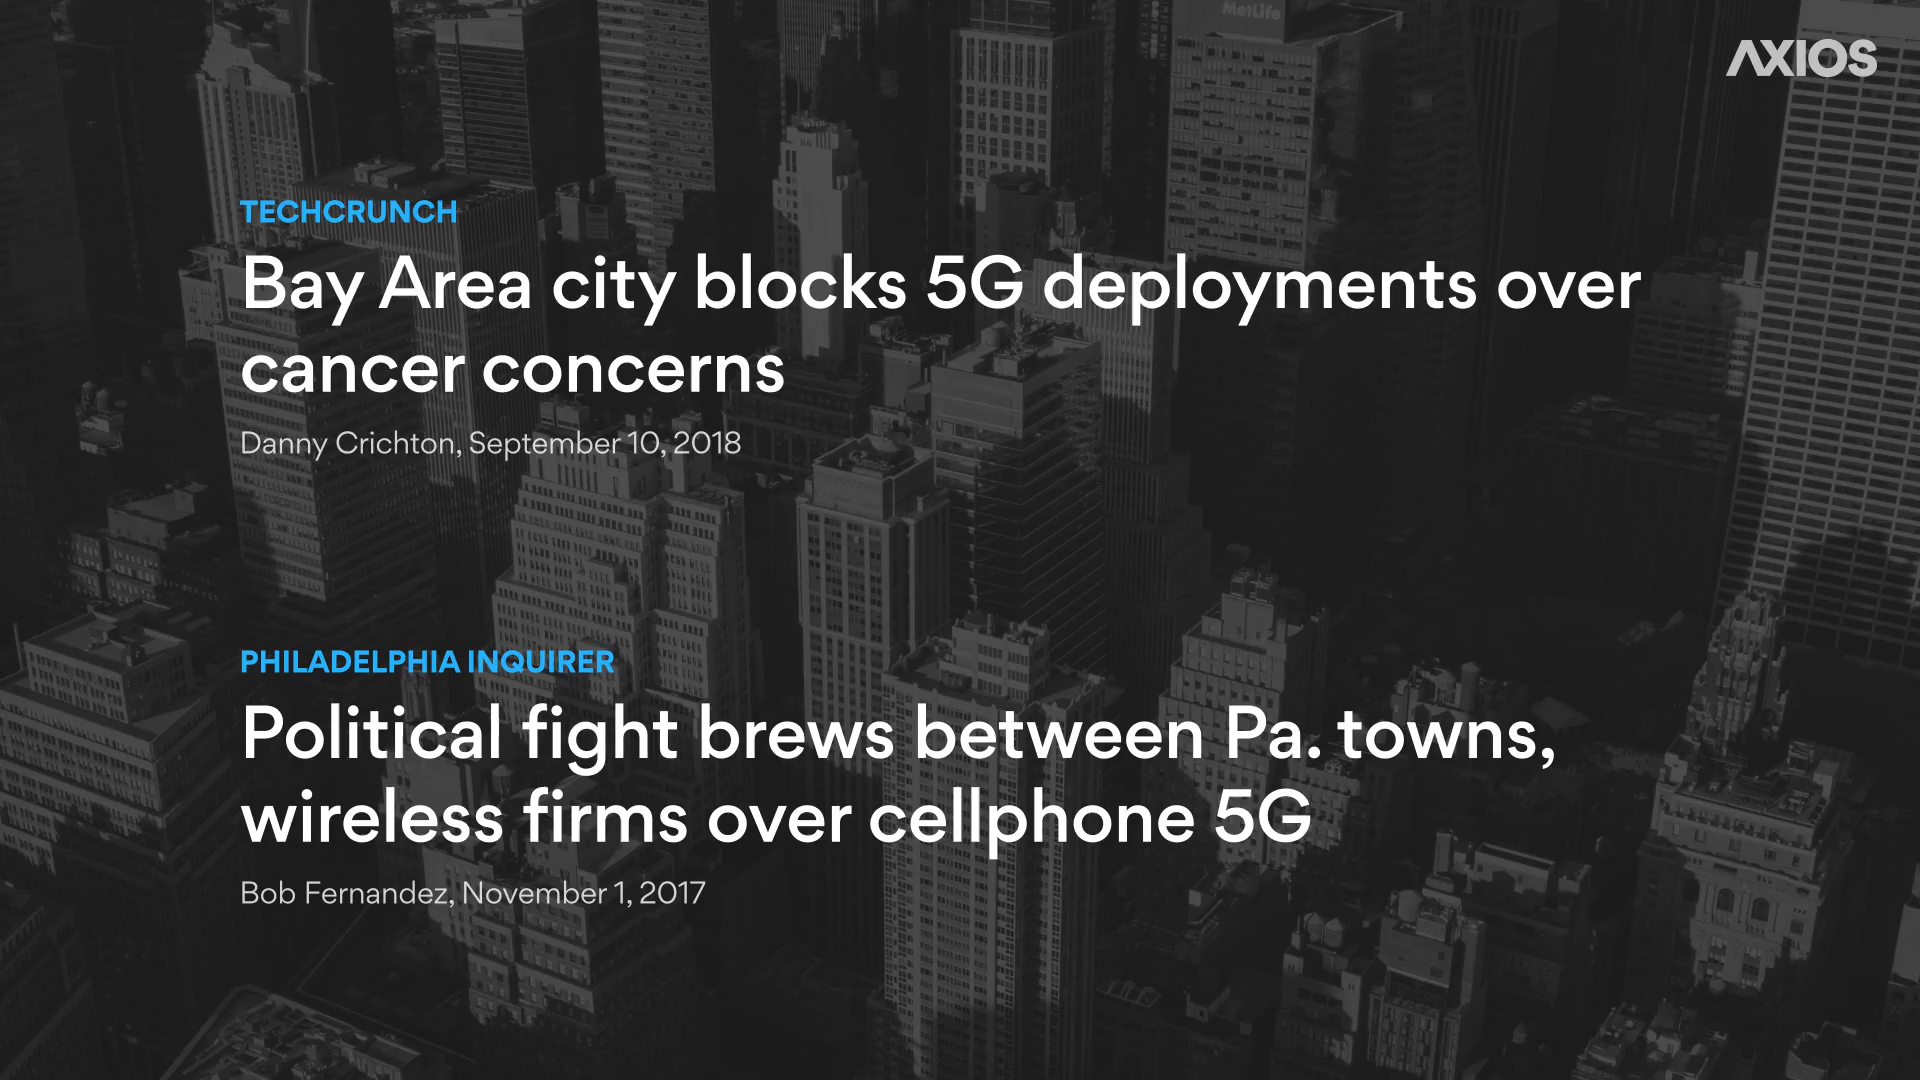 MetLife
AXIOS
TECHCRUNCH
Bay Area city blocks 5G deployments over
cancer concerns
Danny Crichton, September 10, 2018
PHILADELPHIA INQUIRER
Political fight brews between Pa. towns,
wireless firms over cellphone 5G
Bob Fernandez, November 1, 2017